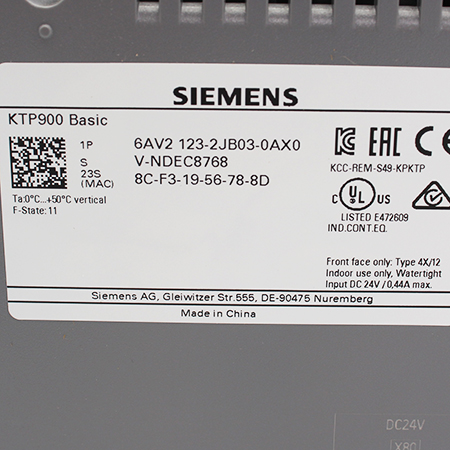 SIEMENS
KTP900 Basic
1P 6AV2 123-2JB03-0AX0
S V-NDEC8768
23S (MAC) 8C-F3-19-56-78-8D
Ta:0°C...+50°C vertical
F-State: 11
EAC
KCC-REM-S49-KPKTP
C UL US
LISTED E472609
IND.CONT.EQ.
Front face only: Type 4X/12
Indoor use only, Watertight
Input DC 24V / 0,44A max.
Siemens AG, Gleiwitzer Str.555, DE-90475 Nuremberg
Made in China
DC24V
X80